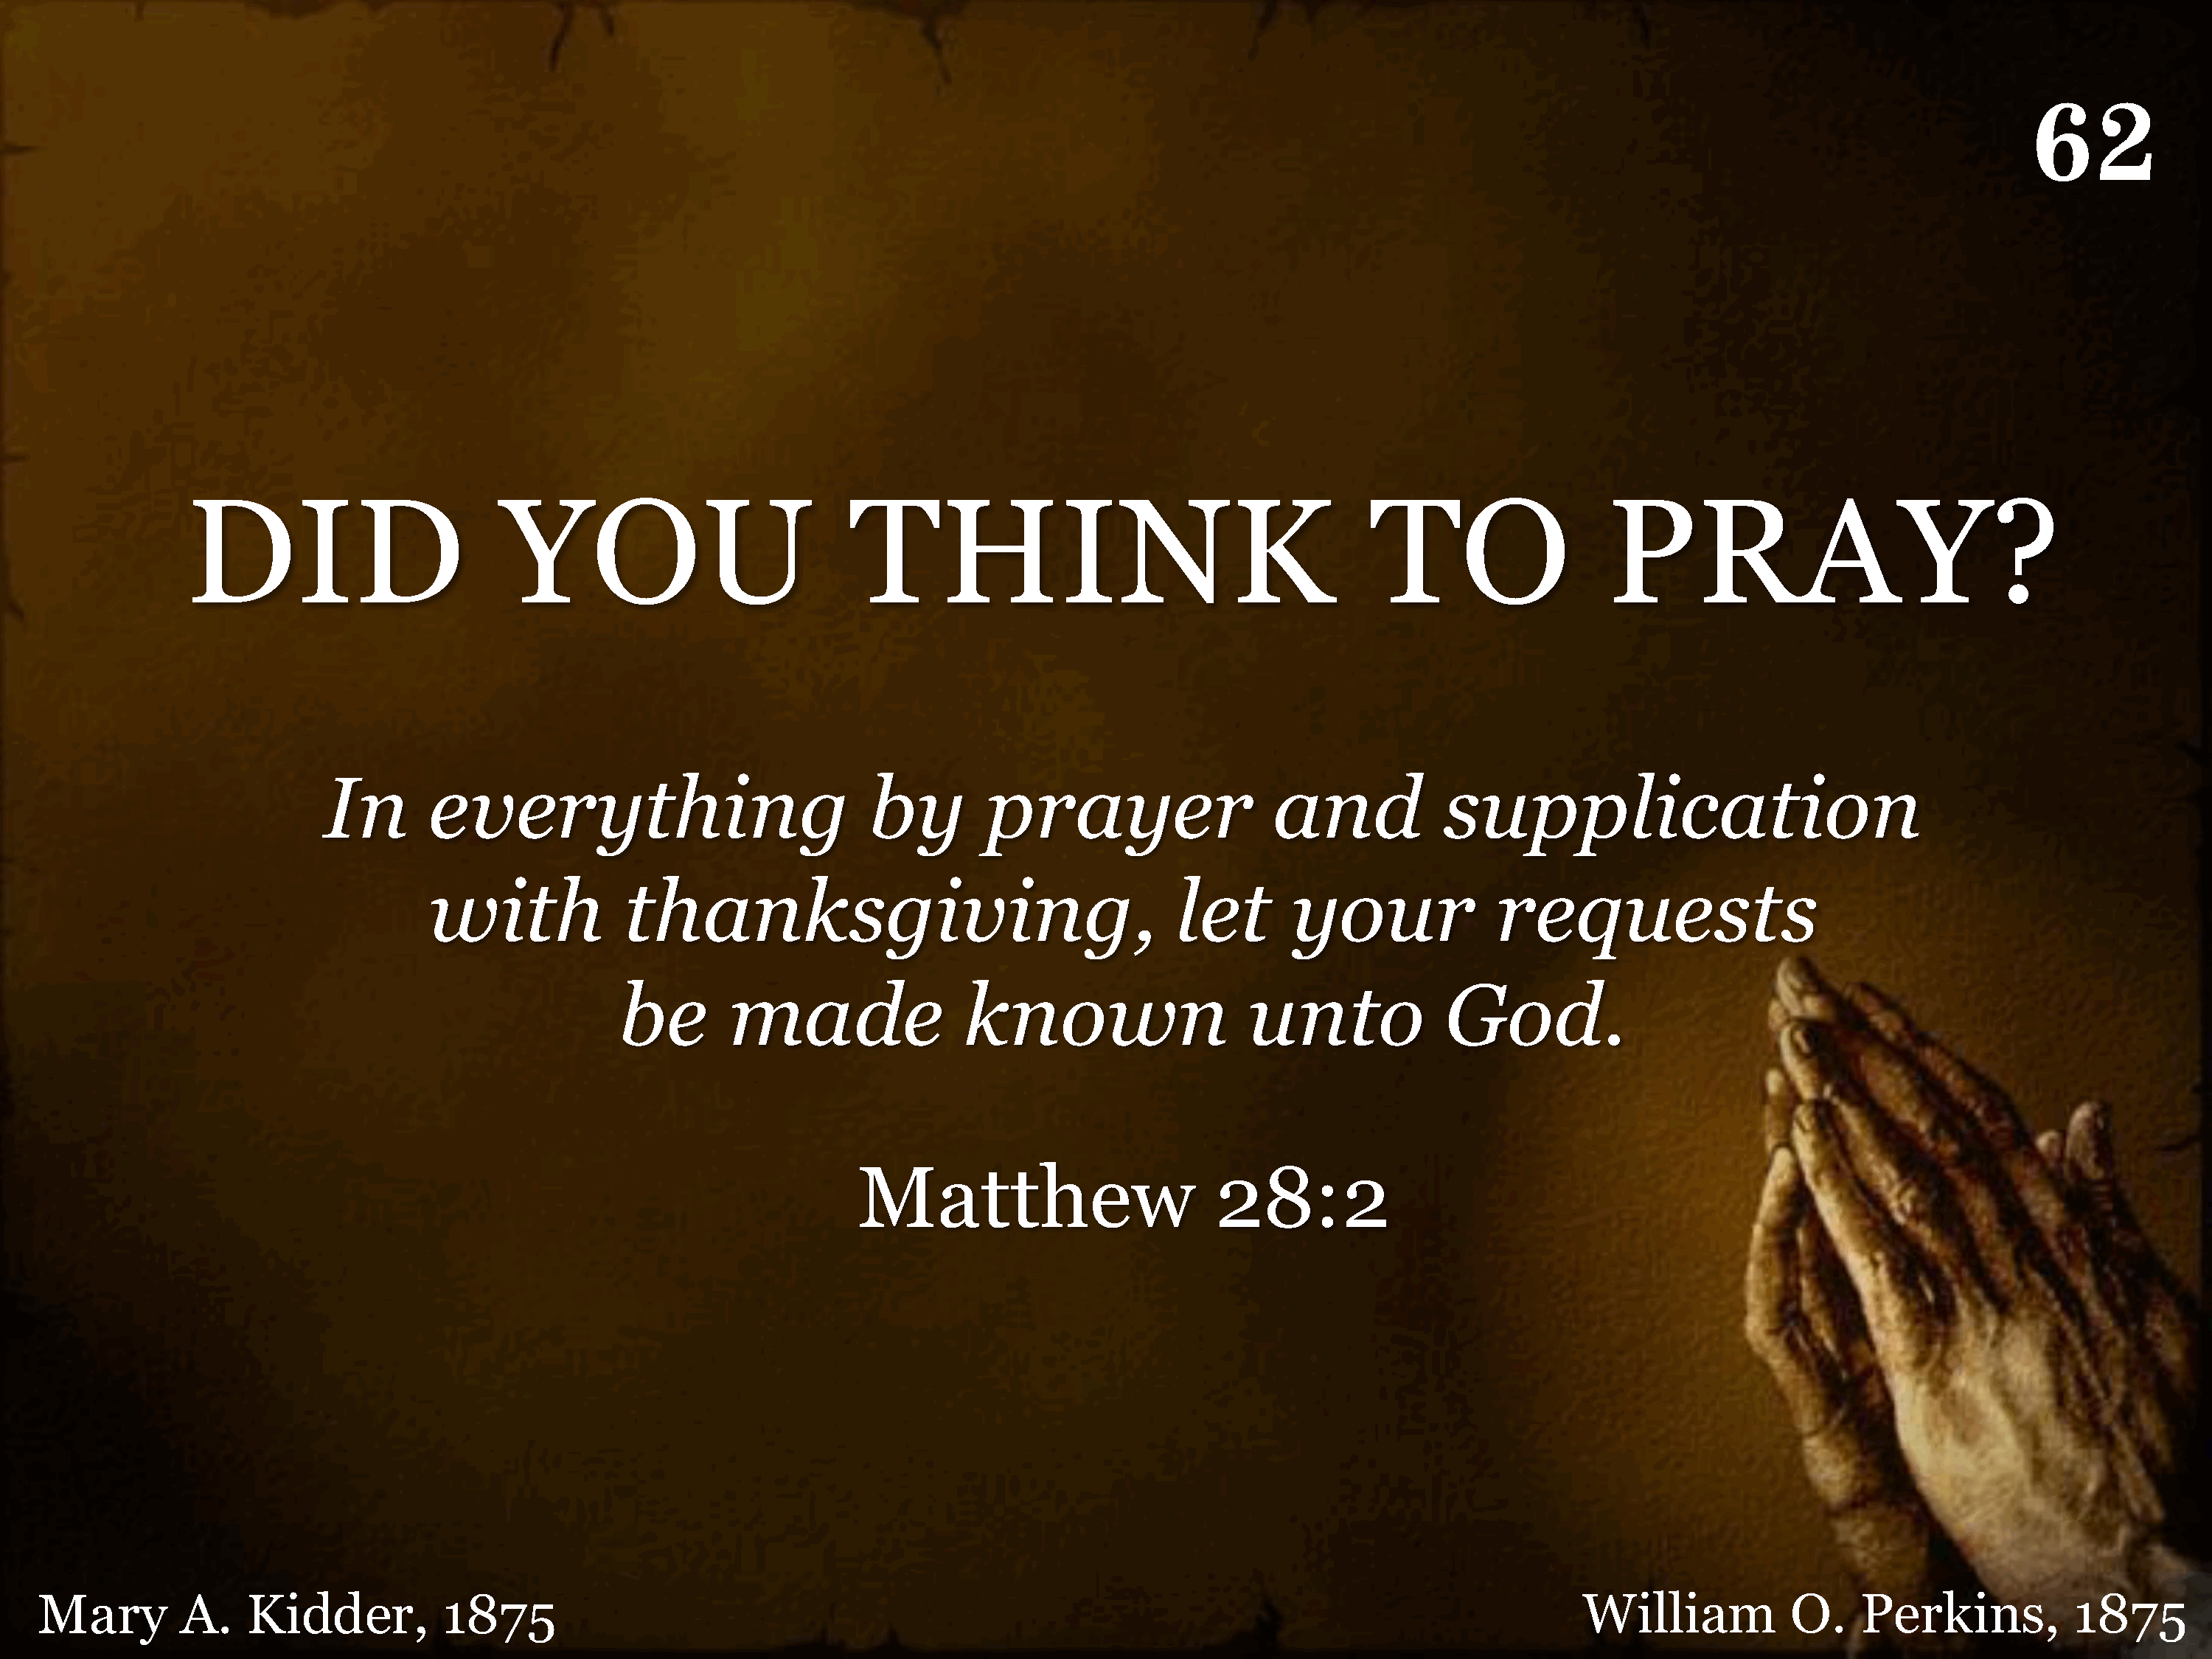 62
DID YOU THINK TO PRAY?
In everything by prayer and supplication
with thanksgiving, let your requests
be made known unto God.
Matthew 28:2
Mary A. Kidder, 1875
William O. Perkins, 1875